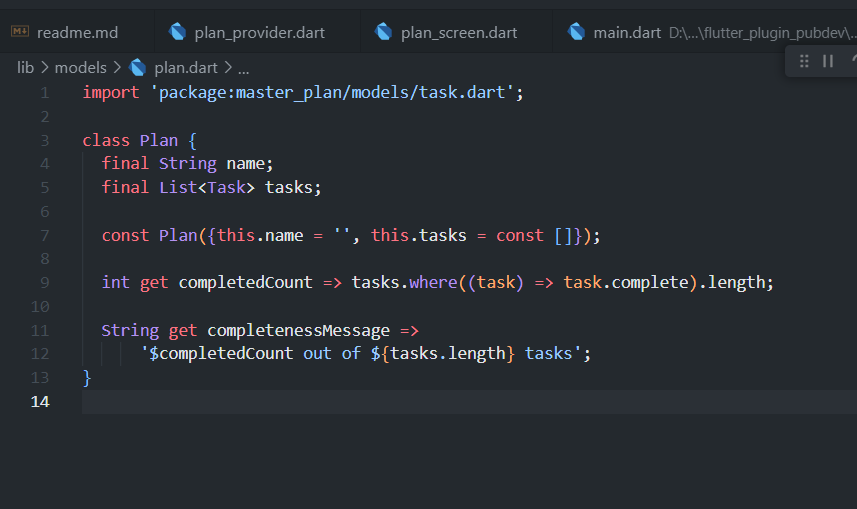 M↓ readme.md plan_provider.dart plan_screen.dart main.dart D:\...\flutter_plugin_pubdev\...
lib > models > plan.dart > ...
1 import 'package:master_plan/models/task.dart';
2
3 class Plan {
4   final String name;
5   final List<Task> tasks;
6
7   const Plan({this.name = '', this.tasks = const []});
8
9   int get completedCount => tasks.where((task) => task.complete).length;
10
11   String get completenessMessage =>
12       '$completedCount out of ${tasks.length} tasks';
13 }
14